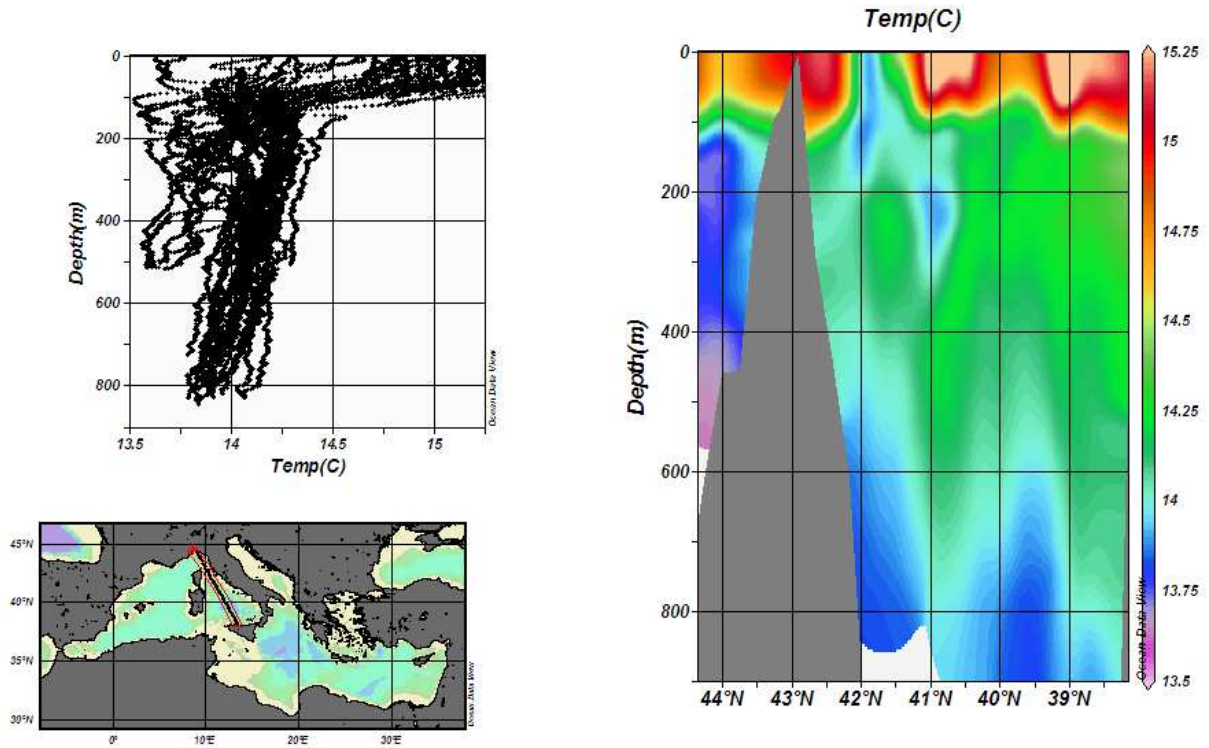 0
200
400
600
800
Depth(m)
13.5 14 14.5 15
Temp(C)
Ocean Data View
45°N
40°N
35°N
30°N
0° 10°E 20°E 30°E
Ocean Data View
Temp(C)
0
200
400
600
800
Depth(m)
44°N 43°N 42°N 41°N 40°N 39°N
15.25
15
14.75
14.5
14.25
14
13.75
13.5
Ocean Data View